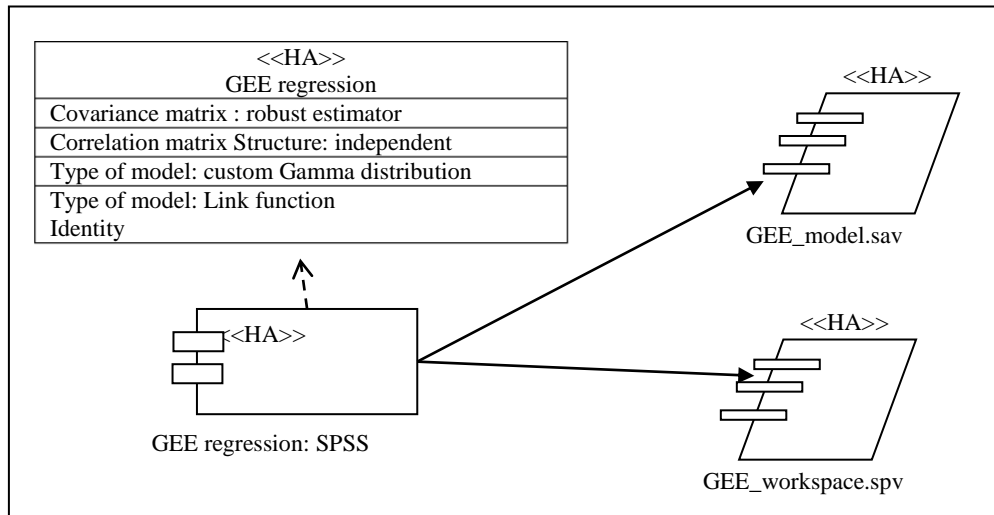 <<HA>>
GEE regression
Covariance matrix : robust estimator
Correlation matrix Structure: independent
Type of model: custom Gamma distribution
Type of model: Link function
Identity
<<HA>>
GEE_model.sav
<<HA>>
GEE regression: SPSS
<<HA>>
GEE_workspace.spv